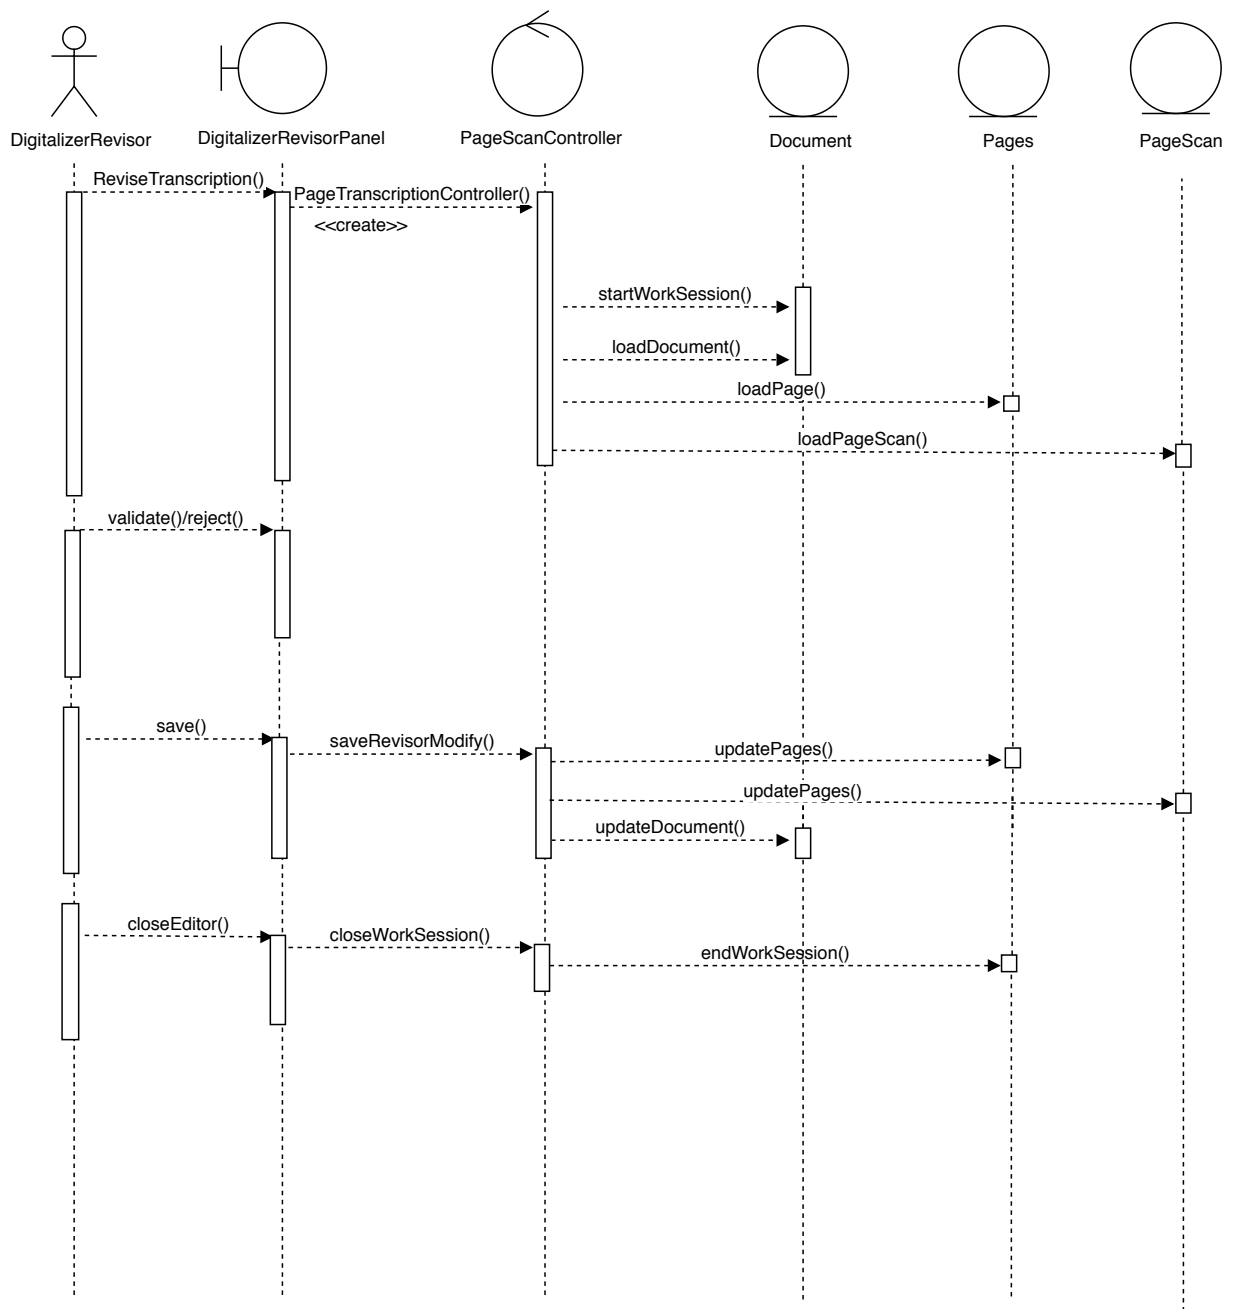 DigitalizerRevisor
DigitalizerRevisorPanel
PageScanController
Document
Pages
PageScan
ReviseTranscription()
PageTranscriptionController()
<<create>>
startWorkSession()
loadDocument()
loadPage()
loadPageScan()
validate()/reject()
save()
saveRevisorModify()
updatePages()
updatePages()
updateDocument()
closeEditor()
closeWorkSession()
endWorkSession()